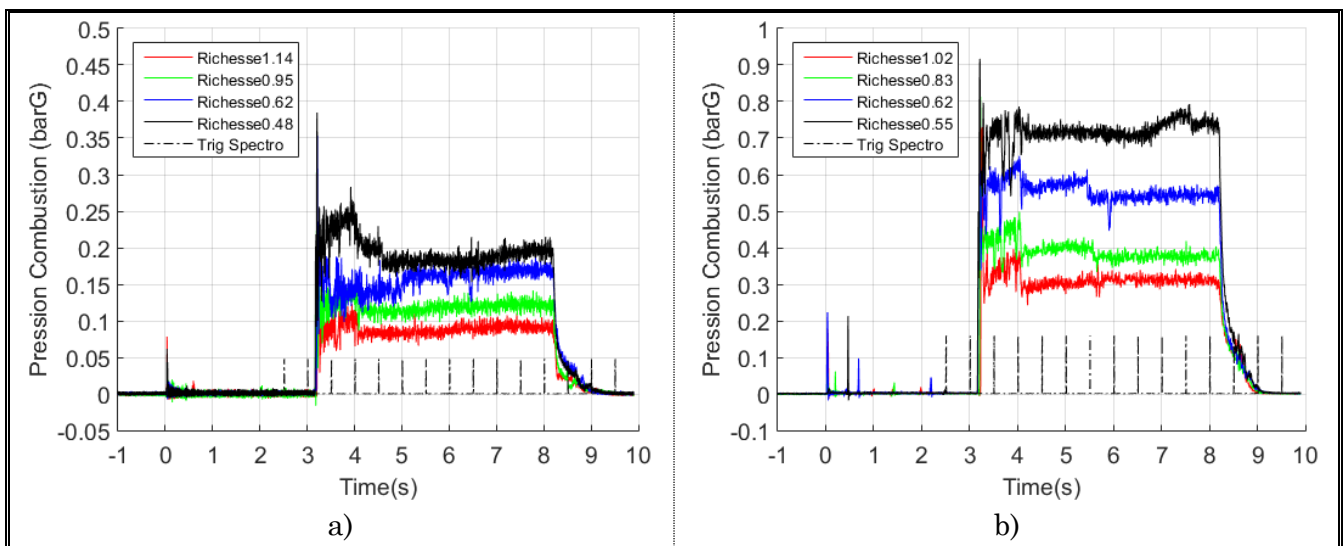 0.5
0.45
0.4
0.35
0.3
0.25
0.2
0.15
0.1
0.05
0
-0.05
Pression Combustion (barG)
Richesse1.14
Richesse0.95
Richesse0.62
Richesse0.48
Trig Spectro
-1 0 1 2 3 4 5 6 7 8 9 10
Time(s)
a)
1
0.9
0.8
0.7
0.6
0.5
0.4
0.3
0.2
0.1
0
-0.1
Pression Combustion (barG)
Richesse1.02
Richesse0.83
Richesse0.62
Richesse0.55
Trig Spectro
-1 0 1 2 3 4 5 6 7 8 9 10
Time(s)
b)